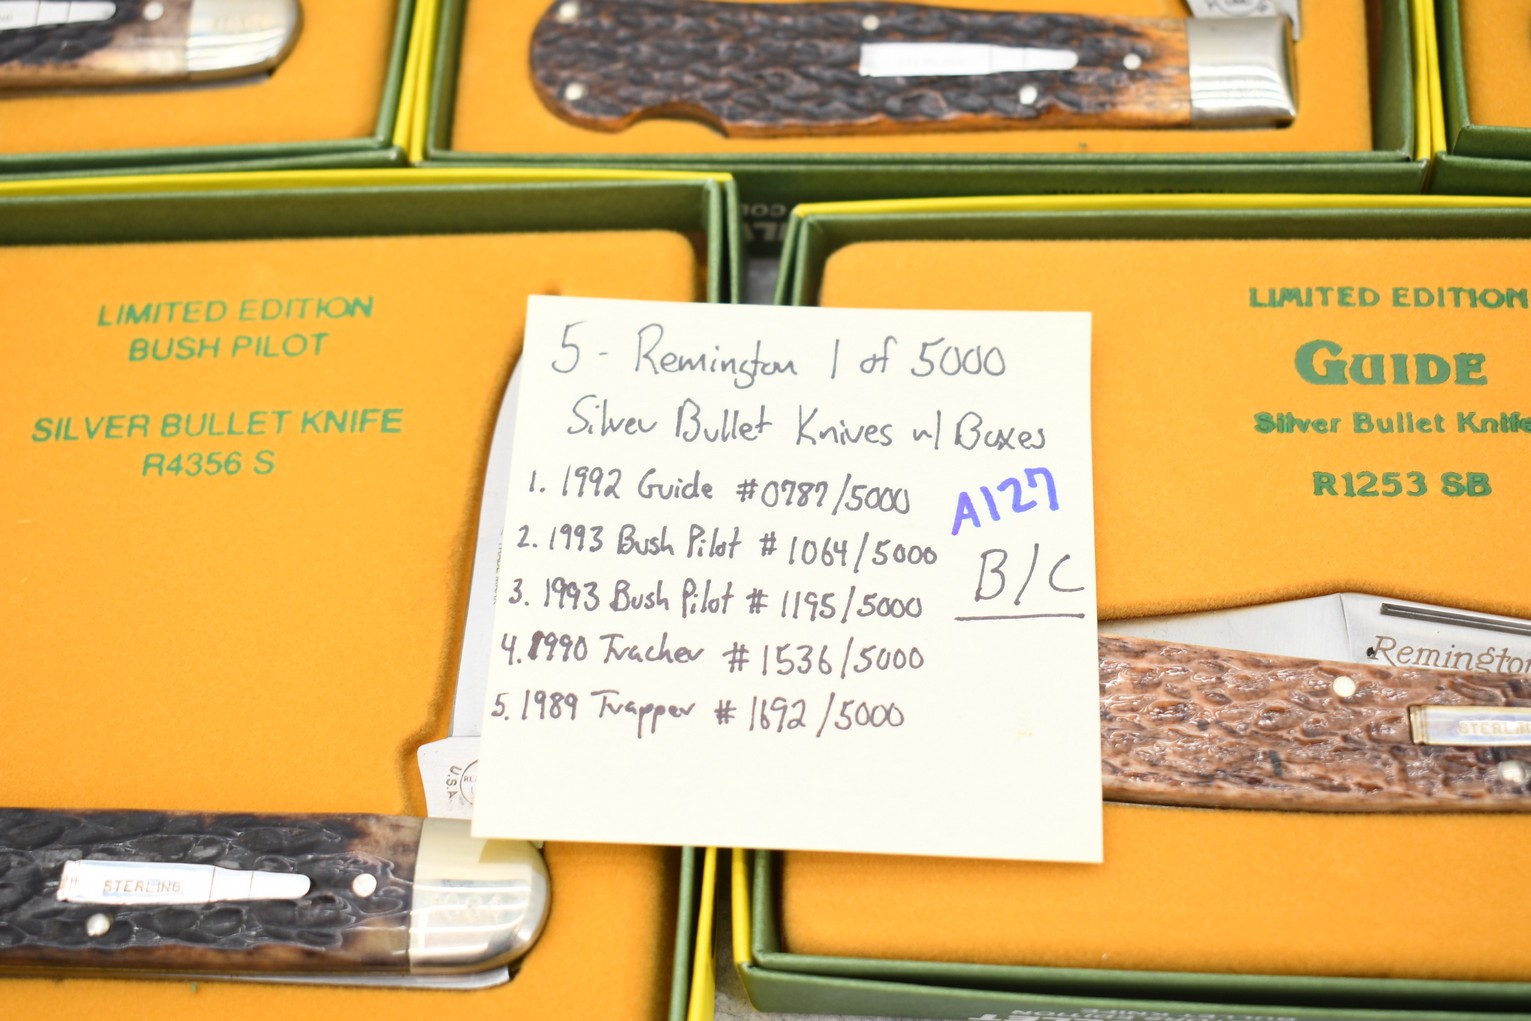 STERLING
LIMITED EDITION
BUSH PILOT
SILVER BULLET KNIFE
R4356 S
LIMITED EDITION
GUIDE
Silver Bullet Knife
R1253 SB
5 - Remington 1 of 5000
Silver Bullet Knives w/ Boxes
1. 1992 Guide #0787/5000
2. 1993 Bush Pilot # 1064/5000
3. 1993 Bush Pilot # 1195/5000
4. 1990 Tracker # 1536/5000
5. 1989 Trapper # 1692/5000
A127
B/C
Remington
STERLING
U.S.A.
STERLING